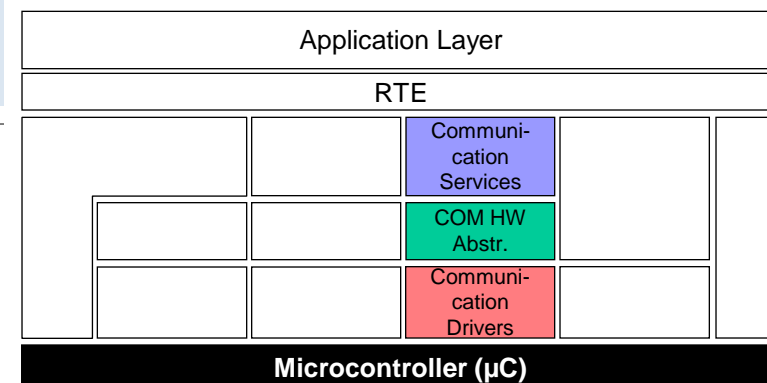 Application Layer
RTE
Communi-
cation
Services
COM HW
Abstr.
Communi-
cation
Drivers
Microcontroller (µC)